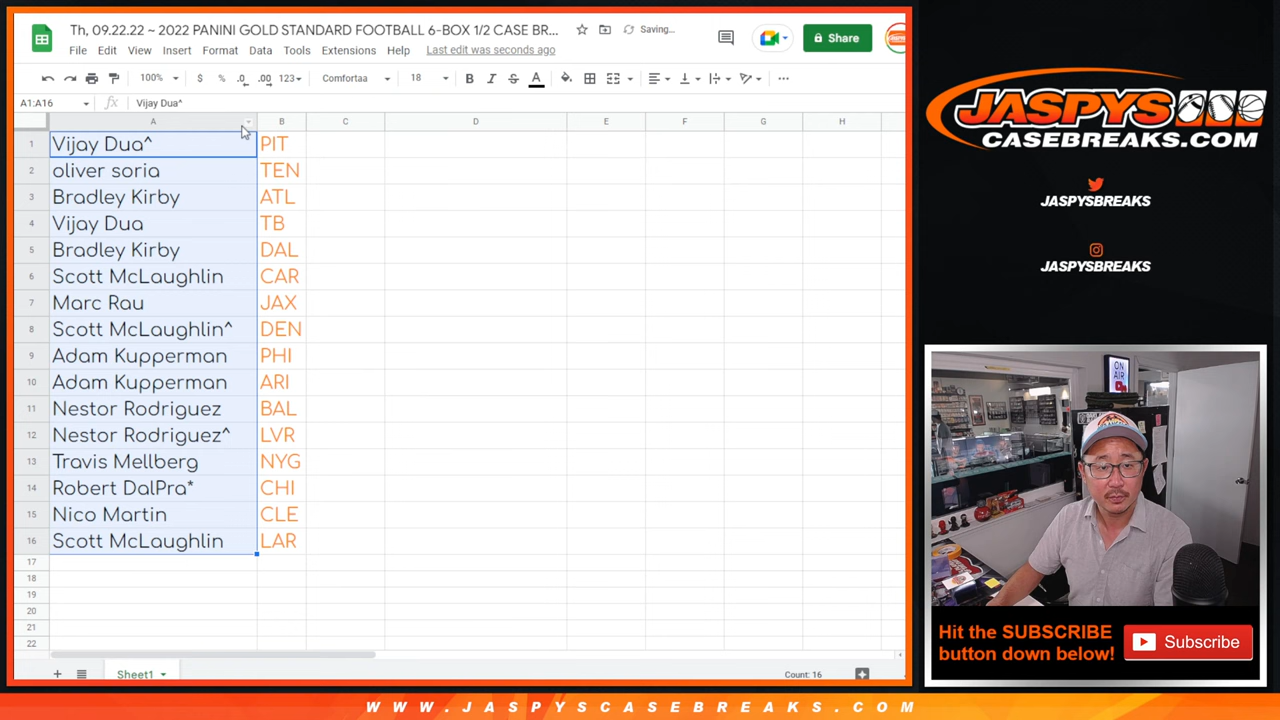 Th, 09.22.22 ~ 2022 PANINI GOLD STANDARD FOOTBALL 6-BOX 1/2 CASE BR...
Saving...
File Edit View Insert Format Data Tools Extensions Help Last edit was seconds ago
Share
100% $ % .0 .00 123 Comfortaa 18 B I S A
A1:A16 fx Vijay Dua^
A B C D E F G H
1 Vijay Dua^ PIT
2 oliver soria TEN
3 Bradley Kirby ATL
4 Vijay Dua TB
5 Bradley Kirby DAL
6 Scott McLaughlin CAR
7 Marc Rau JAX
8 Scott McLaughlin^ DEN
9 Adam Kupperman PHI
10 Adam Kupperman ARI
11 Nestor Rodriguez BAL
12 Nestor Rodriguez^ LVR
13 Travis Mellberg NYG
14 Robert DalPra* CHI
15 Nico Martin CLE
16 Scott McLaughlin LAR
17
18
19
20
21
22
Sheet1
Count: 16
JASPYS
CASEBREAKS.COM
JASPYSBREAKS
JASPYSBREAKS
ON
AIR
Hit the SUBSCRIBE
button down below!
Subscribe
WWW.JASPYSCASEBREAKS.COM